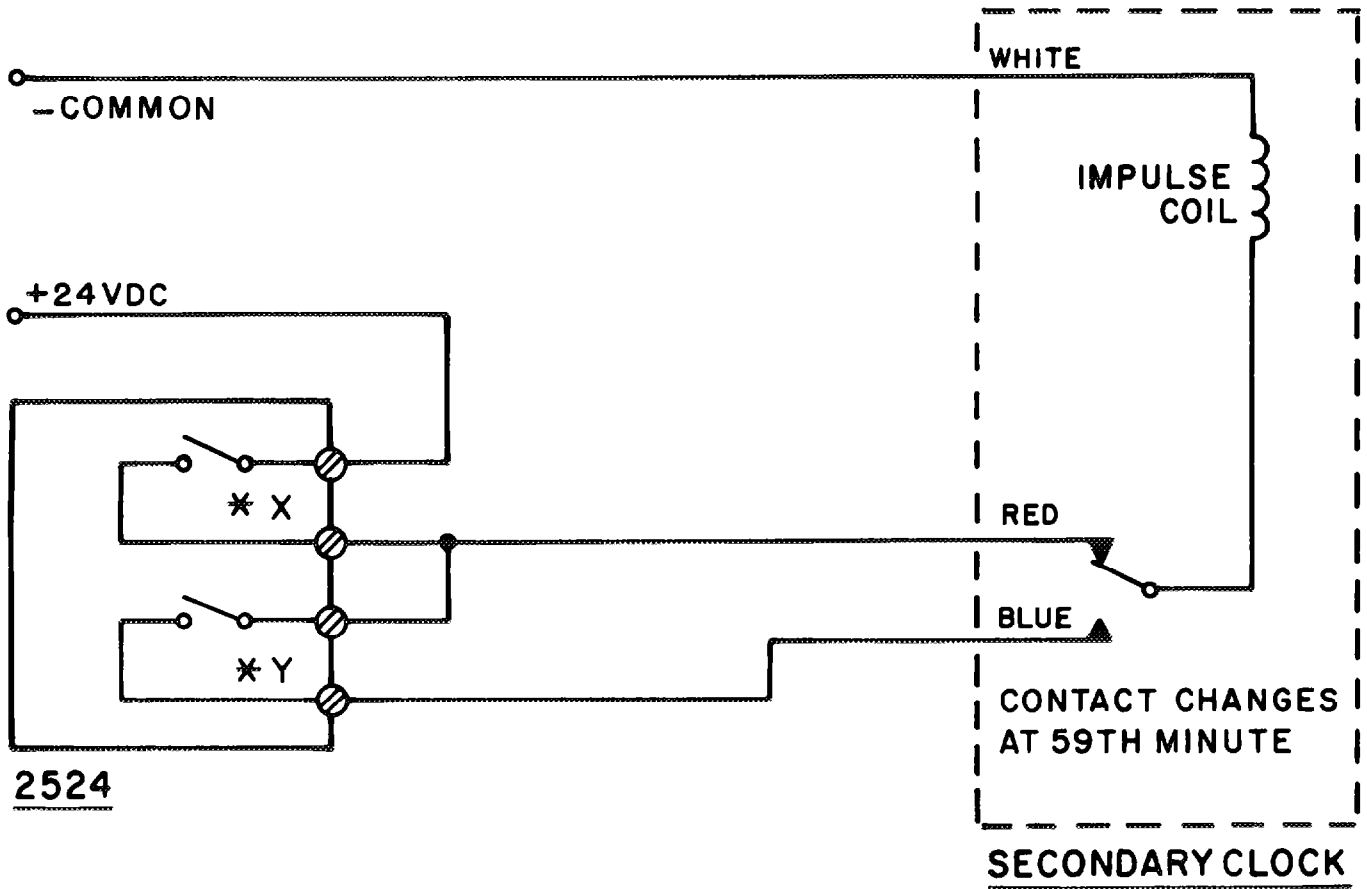 WHITE
-COMMON
IMPULSE
COIL
+24VDC
* X
RED
BLUE
* Y
CONTACT CHANGES
AT 59TH MINUTE
2524
SECONDARY CLOCK